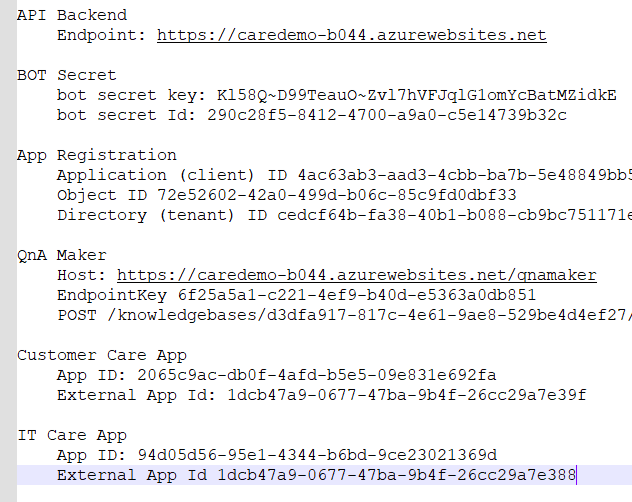 API Backend
Endpoint: https://caredemo-b044.azurewebsites.net
BOT Secret
bot secret key: Kl58Q~D99TeauO~Zvl7hVFJqlG1omYcBatMZidkE
bot secret Id: 290c28f5-8412-4700-a9a0-c5e14739b32c
App Registration
Application (client) ID 4ac63ab3-aad3-4cbb-ba7b-5e48849bb5
Object ID 72e52602-42a0-499d-b06c-85c9fd0dbf33
Directory (tenant) ID cedcf64b-fa38-40b1-b088-cb9bc751171e
QnA Maker
Host: https://caredemo-b044.azurewebsites.net/qnamaker
EndpointKey 6f25a5a1-c221-4ef9-b40d-e5363a0db851
POST /knowledgebases/d3dfa917-817c-4e61-9ae8-529be4d4ef27/
Customer Care App
App ID: 2065c9ac-db0f-4afd-b5e5-09e831e692fa
External App Id: 1dcb47a9-0677-47ba-9b4f-26cc29a7e39f
IT Care App
App ID: 94d05d56-95e1-4344-b6bd-9ce23021369d
External App Id 1dcb47a9-0677-47ba-9b4f-26cc29a7e388